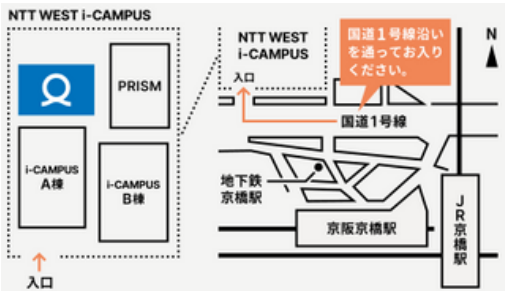 NTT WEST i-CAMPUS
PRISM
i-CAMPUS
A棟
i-CAMPUS
B棟
入口
NTT WEST
i-CAMPUS
入口
国道1号線沿い
を通ってお入り
ください。
N
国道1号線
地下鉄
京橋駅
京阪京橋駅
JR京橋駅